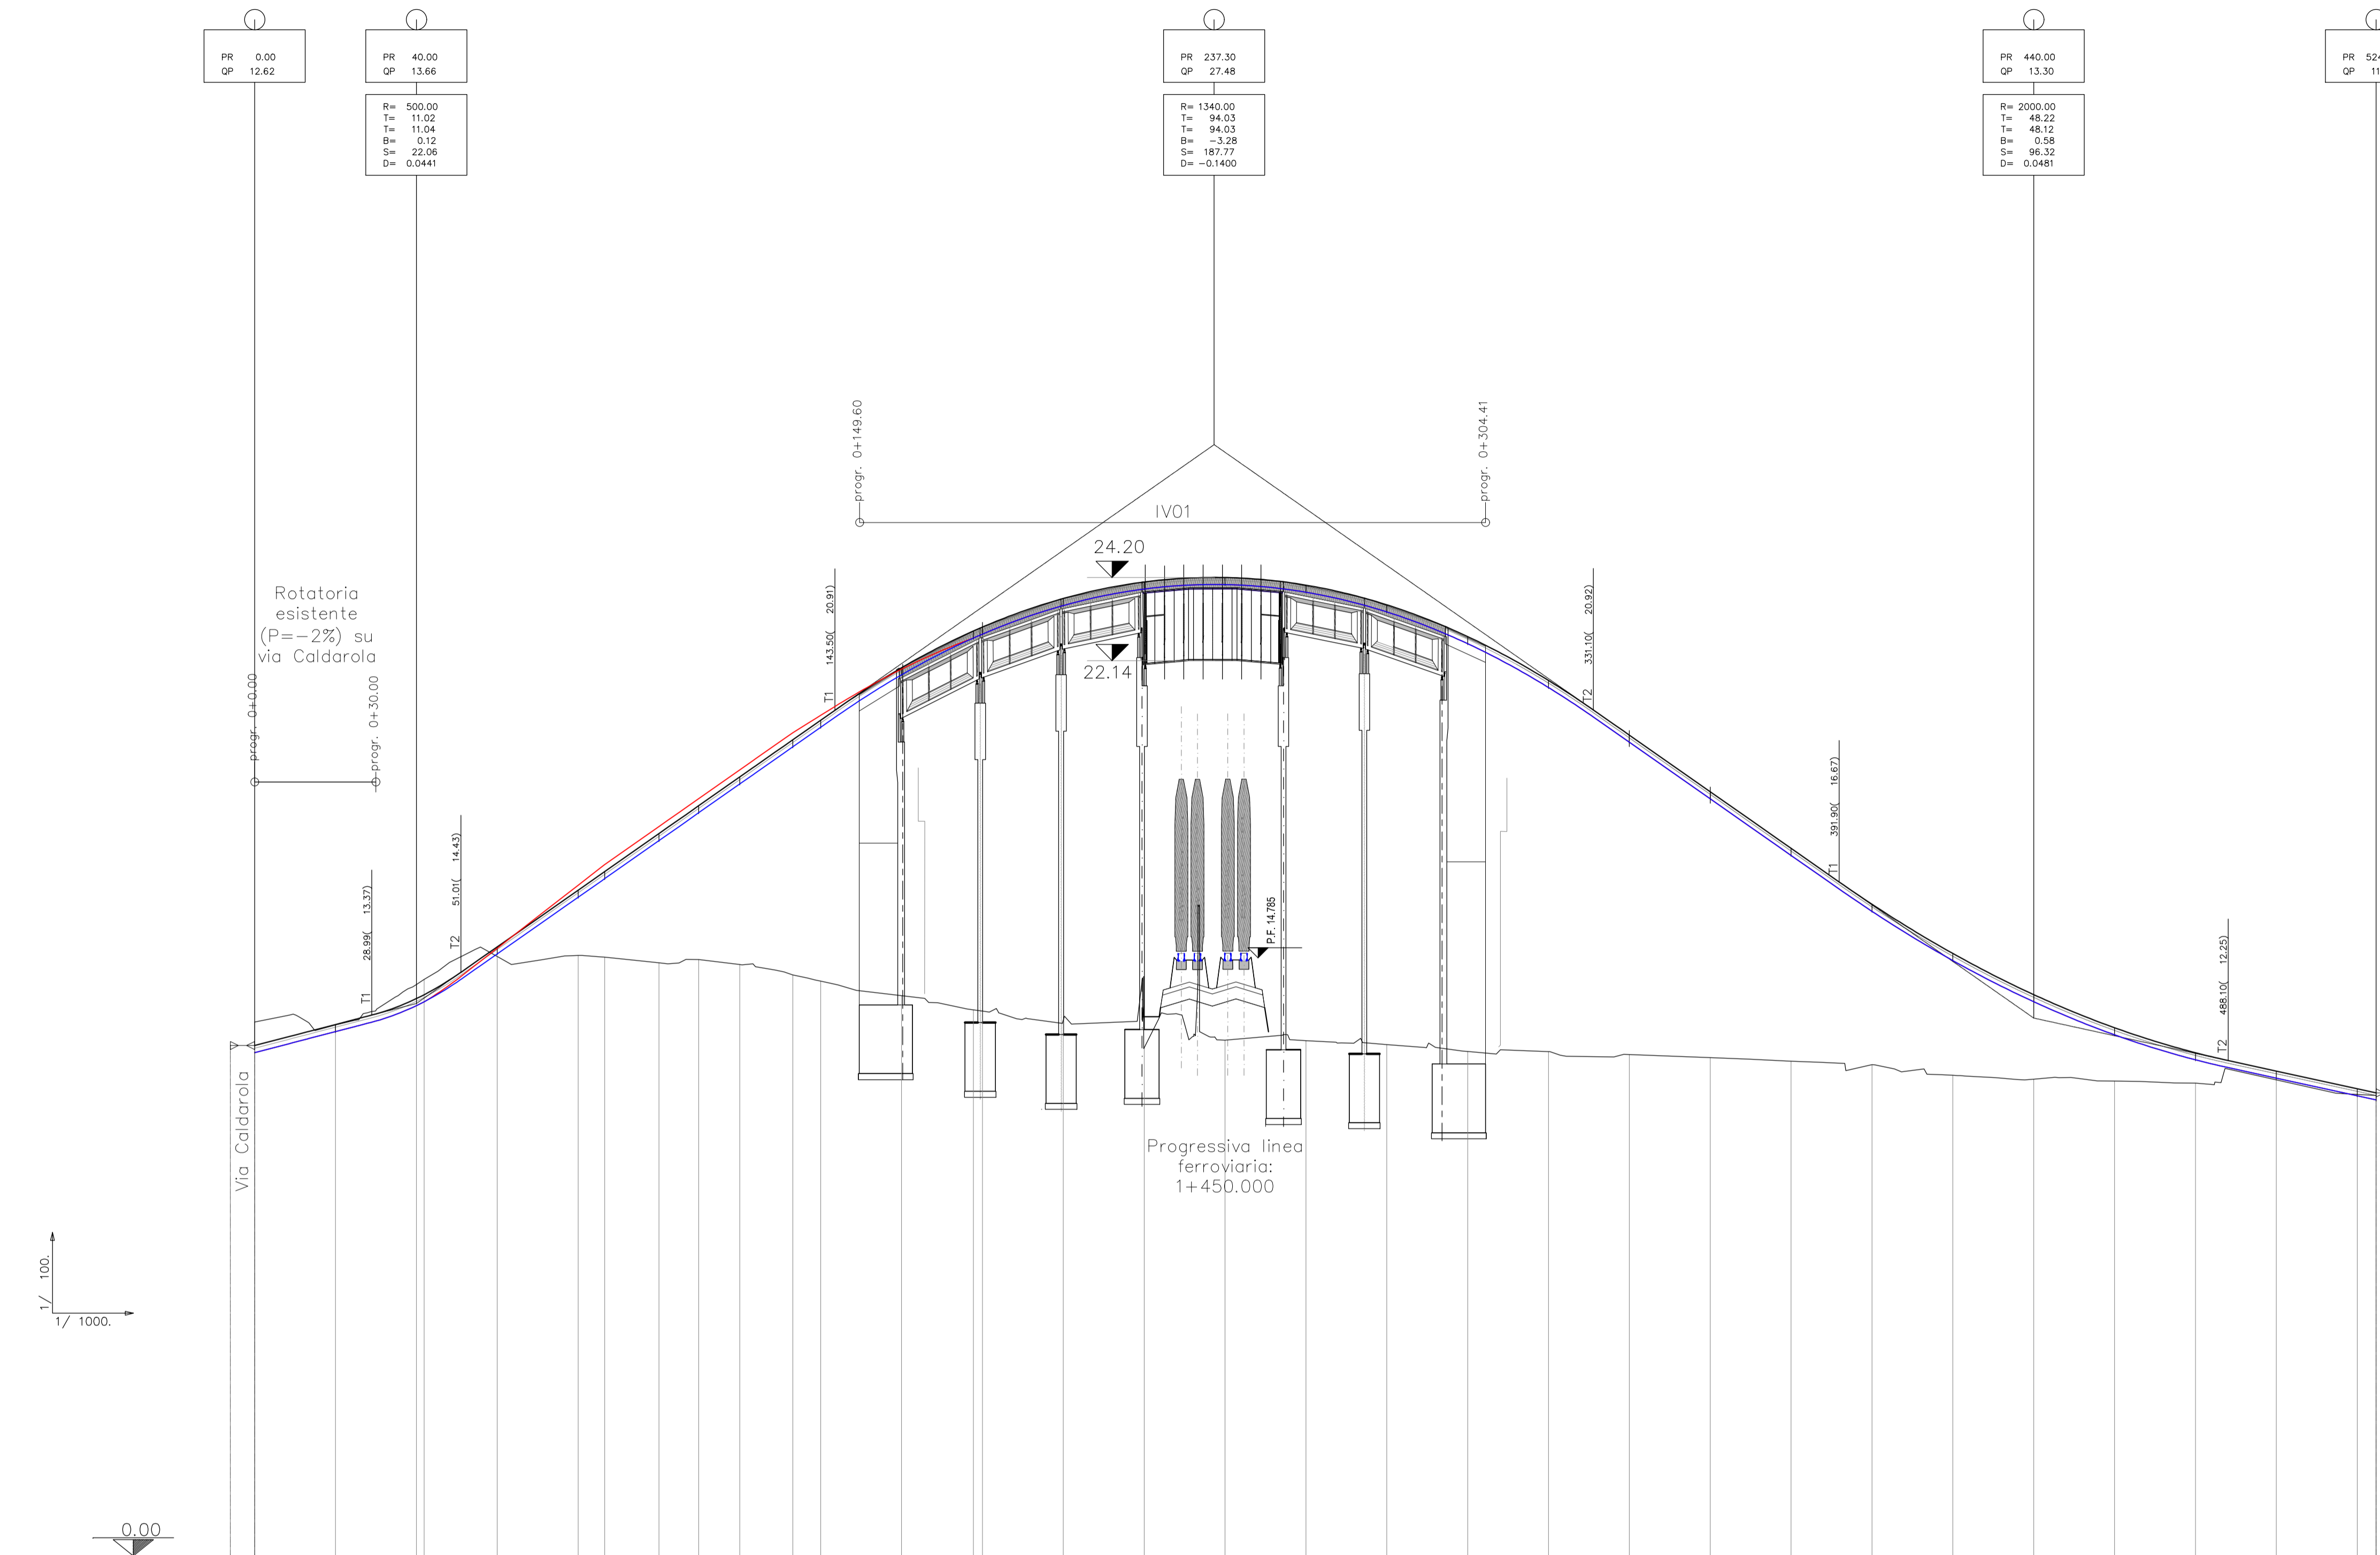 PR 0.00
QP 12.62
PR 40.00
QP 13.66
R= 500.00
T= 11.02
T= 11.04
B= 0.12
S= 22.06
D= 0.0441
PR 237.30
QP 27.48
R= 1340.00
T= 94.03
T= 94.03
B= -3.28
S= 187.77
D= -0.1400
PR 440.00
QP 13.30
R= 2000.00
T= 48.22
T= 48.12
B= 0.58
S= 96.32
D= 0.0481
PR 524
QP 11
progr. 0+149.60
progr. 0+304.41
IV01
24.20
22.14
Rotatoria
esistente
(P=-2%) su
via Caldarola
progr. 0+0.00
progr. 0+30.00
T1 28.99( 13.37)
T2 51.01( 14.43)
T1 143.50( 20.91)
T2 331.10( 20.92)
T1 391.90( 16.67)
T2 488.10( 12.25)
P.F. 14.785
Via Caldarola
Progressiva linea
ferroviaria:
1+450.000
1/ 100.
1/ 1000.
0.00